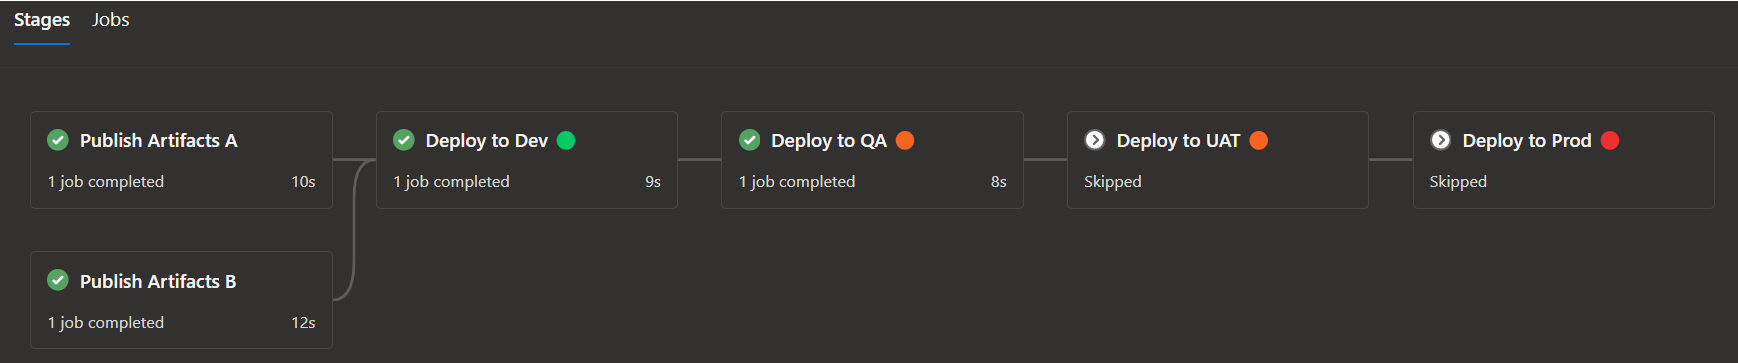 Stages Jobs
Publish Artifacts A
1 job completed 10s
Deploy to Dev
1 job completed 9s
Deploy to QA
1 job completed 8s
Deploy to UAT
Skipped
Deploy to Prod
Skipped
Publish Artifacts B
1 job completed 12s